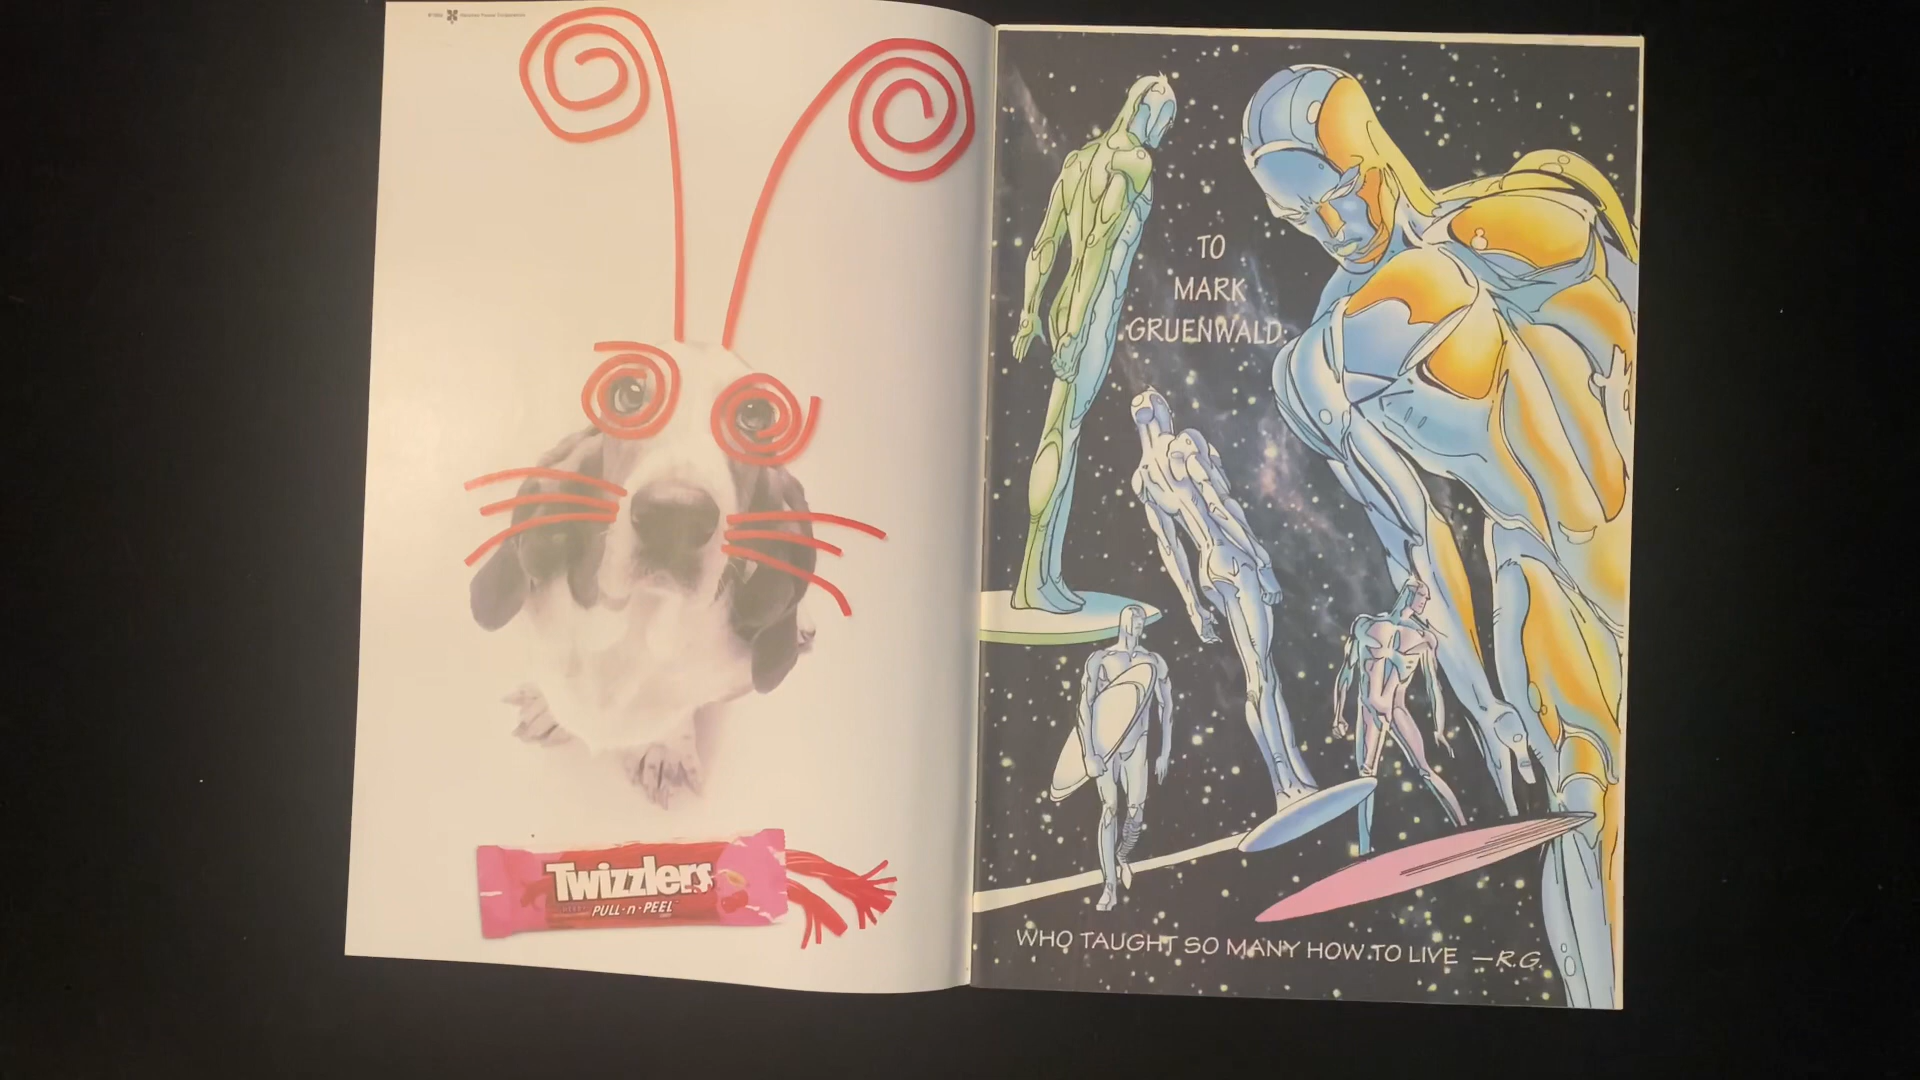 Twizzlers
PULL-n-PEEL
TO
MARK
GRUENWALD:
WHO TAUGHT SO MANY HOW TO LIVE —R.G.